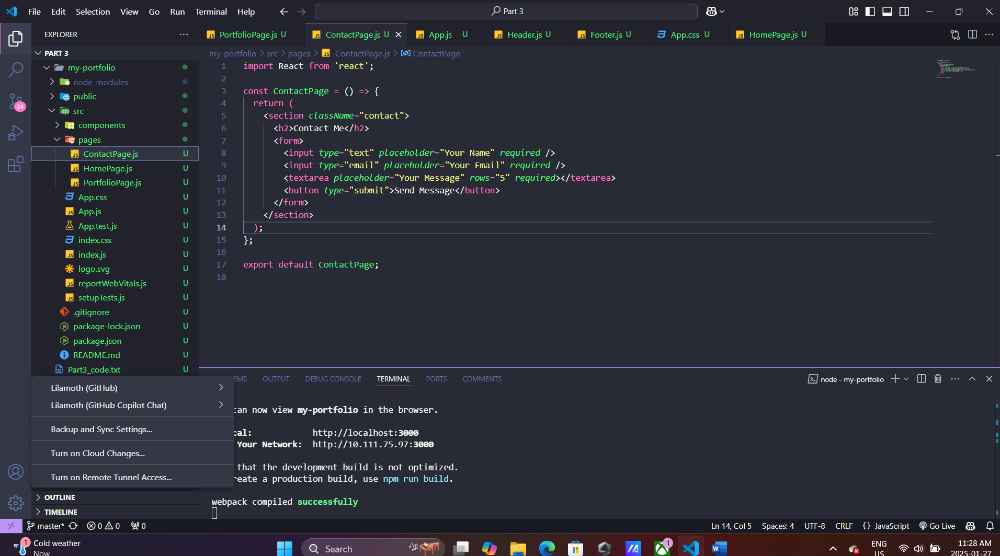 File Edit Selection View Go Run Terminal Help
Part 3
EXPLORER
PortfolioPage.js U
ContactPage.js U
App.js U
Header.js U
Footer.js U
App.css U
HomePage.js U
PART 3
my-portfolio
node_modules
public
src
components
pages
ContactPage.js U
HomePage.js U
PortfolioPage.js U
App.css U
App.js U
App.test.js U
index.css U
index.js U
logo.svg U
reportWebVitals.js U
setupTests.js U
.gitignore U
package-lock.json U
package.json U
README.md U
Part3_code.txt U
24
my-portfolio > src > pages > JS ContactPage.js > ContactPage
1 import React from 'react';
2
3 const ContactPage = () => {
4 return (
5 <section className="contact">
6 <h2>Contact Me</h2>
7 <form>
8 <input type="text" placeholder="Your Name" required />
9 <input type="email" placeholder="Your Email" required />
10 <textarea placeholder="Your Message" rows="5" required></textarea>
11 <button type="submit">Send Message</button>
12 </form>
13 </section>
14 );
15 };
16
17 export default ContactPage;
18
Lilamoth (GitHub)
Lilamoth (GitHub Copilot Chat)
Backup and Sync Settings...
Turn on Cloud Changes...
Turn on Remote Tunnel Access...
OUTLINE
TIMELINE
EMS OUTPUT DEBUG CONSOLE TERMINAL PORTS COMMENTS
node - my-portfolio
can now view my-portfolio in the browser.
cal: http://localhost:3000
Your Network: http://10.111.75.97:3000
that the development build is not optimized.
reate a production build, use npm run build.
webpack compiled successfully
master* 0 0 0
Ln 14, Col 5 Spaces: 4 UTF-8 CRLF {} JavaScript Go Live
1 Cold weather
Now
Search
1
ENG
US
11:28 AM
2025-01-27